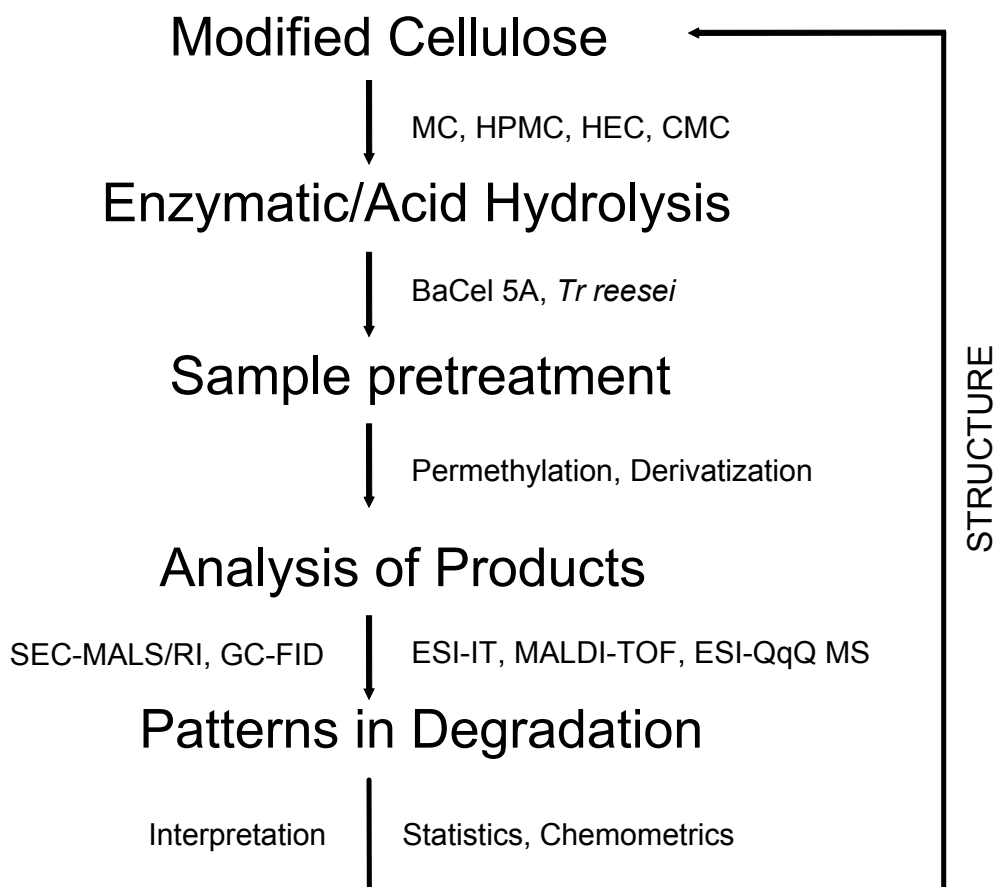 Modified Cellulose
MC, HPMC, HEC, CMC
Enzymatic/Acid Hydrolysis
BaCel 5A, Tr reesei
Sample pretreatment
Permethylation, Derivatization
Analysis of Products
SEC-MALS/RI, GC-FID
ESI-IT, MALDI-TOF, ESI-QqQ MS
Patterns in Degradation
Interpretation
Statistics, Chemometrics
STRUCTURE